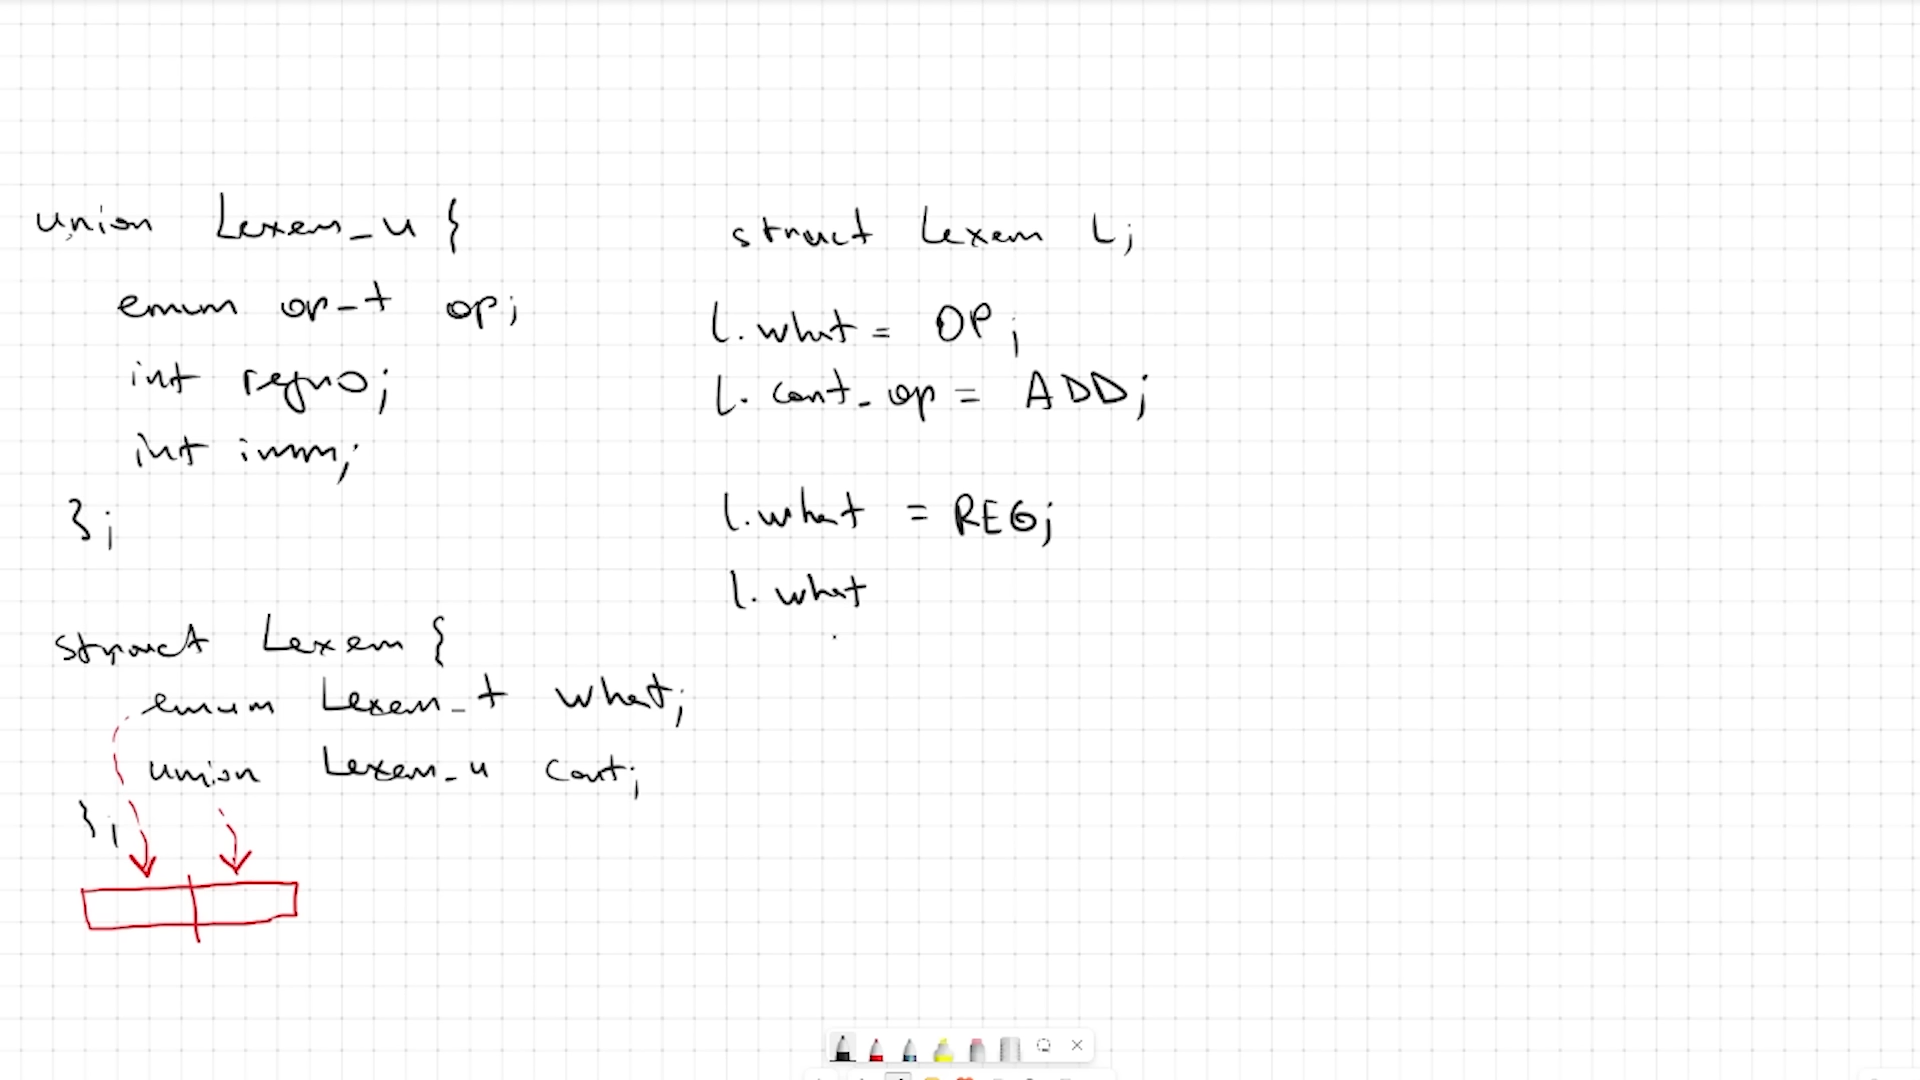 union Lexem_u {
enum op_t op;
int regno;
int imm;
};
struct Lexem {
enum Lexem_t what;
union Lexem_u cont;
};
struct Lexem L;
l.what = OP;
l.cont.op = ADD;
l.what = REG;
l.what